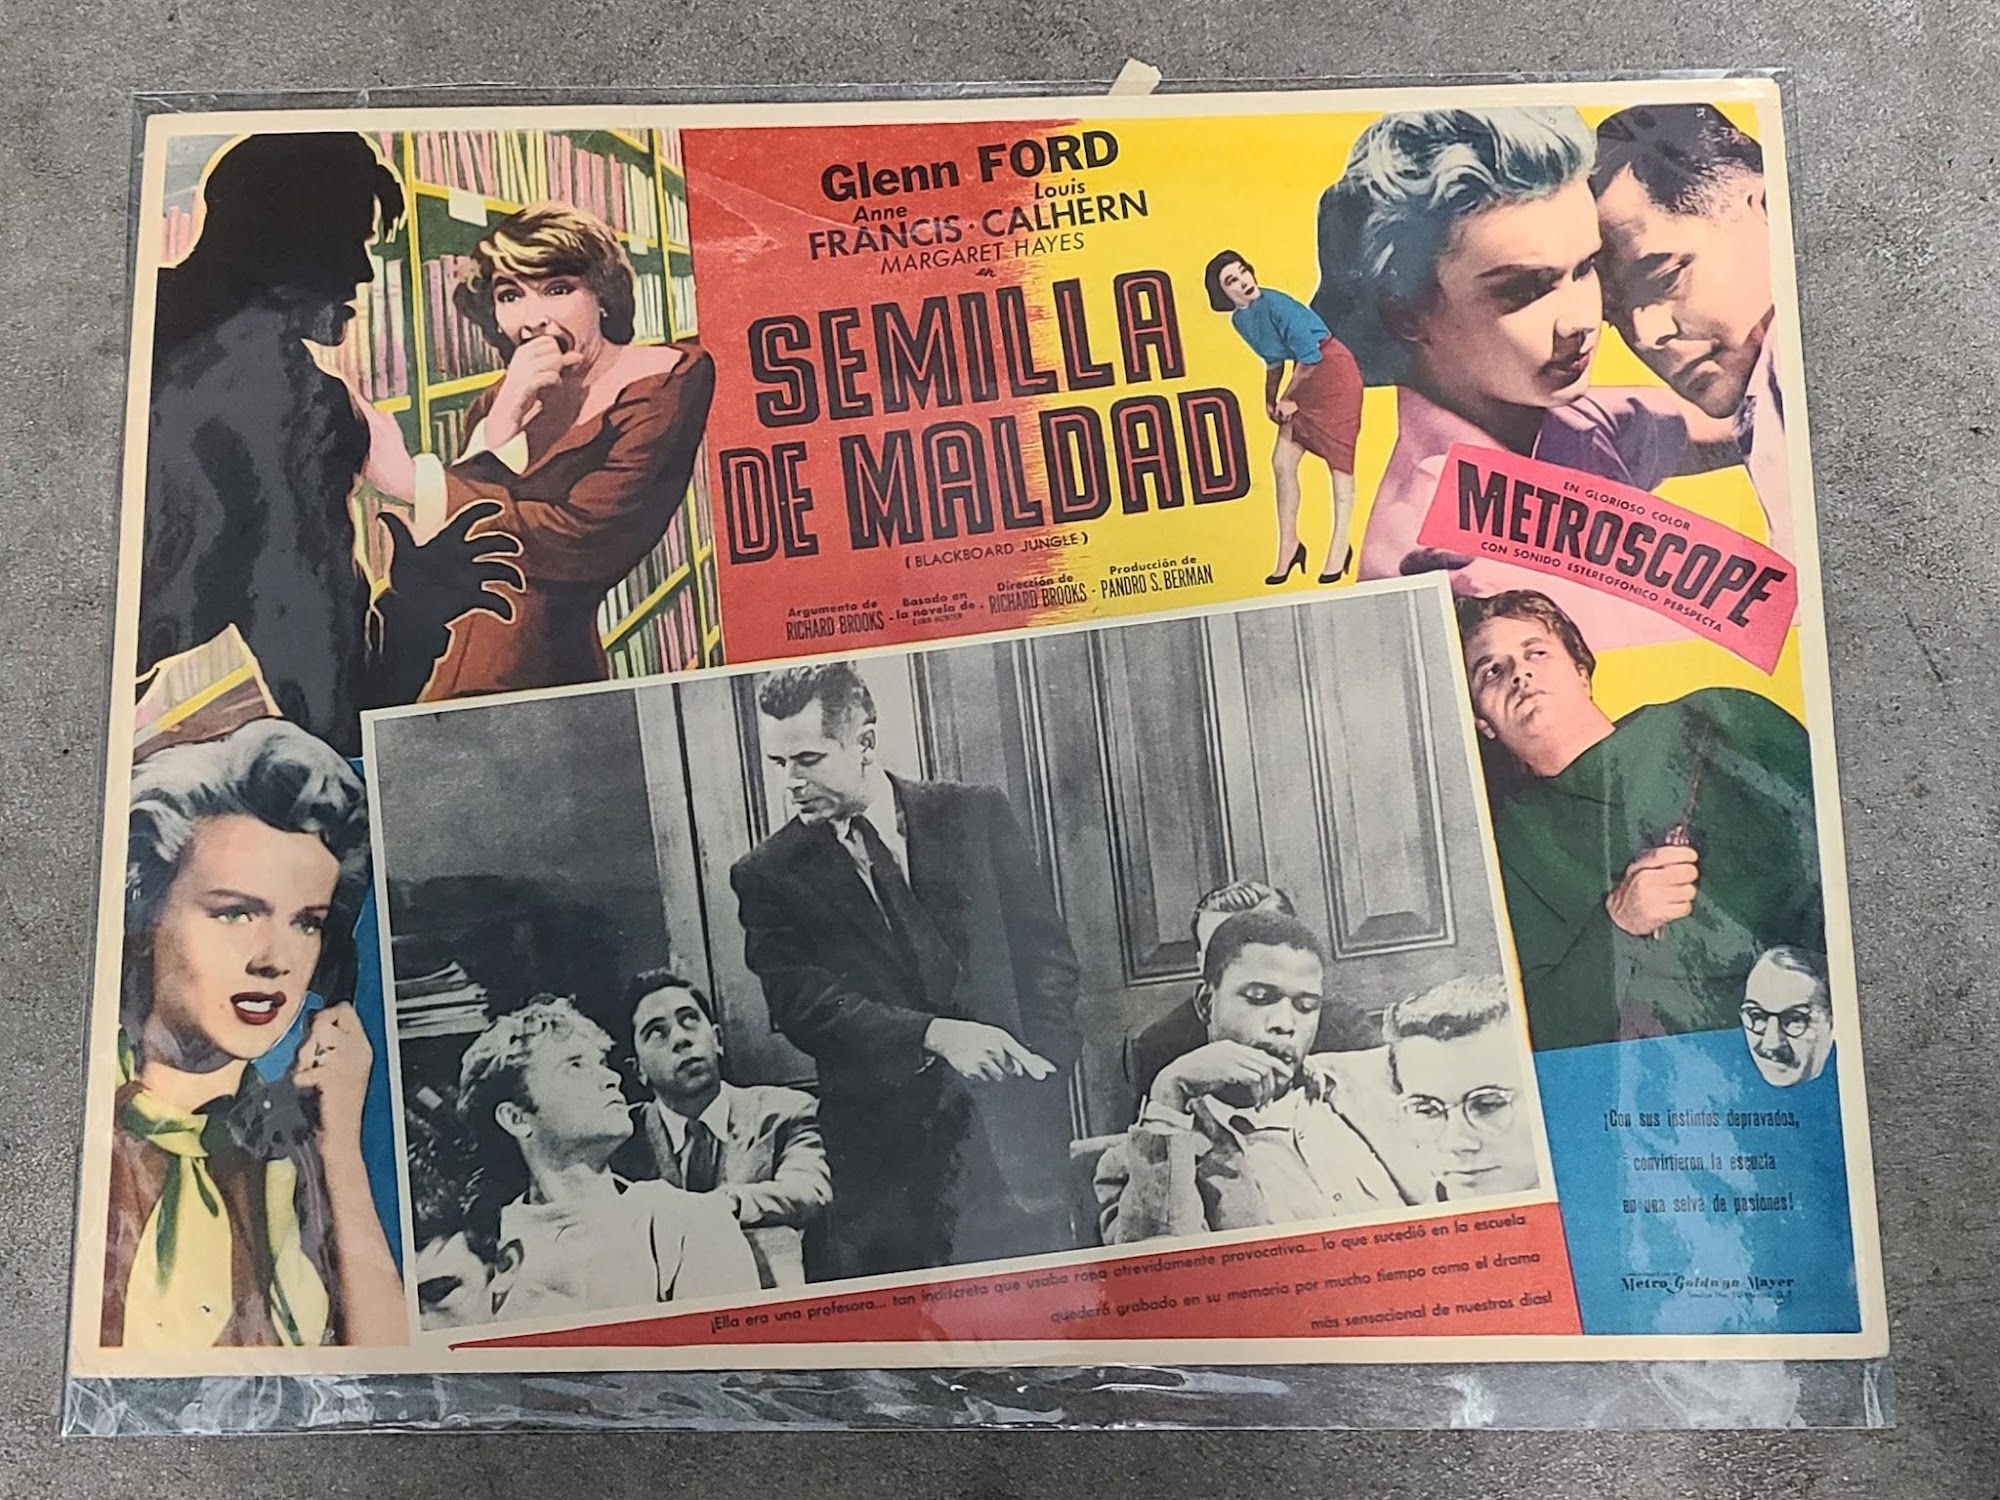 Glenn FORD
Anne FRANCIS · Louis CALHERN
MARGARET HAYES
en
SEMILLA
DE MALDAD
( BLACKBOARD JUNGLE )
Argumento de RICHARD BROOKS - Basado en la novela de EVAN HUNTER - Dirección de RICHARD BROOKS - Producción de PANDRO S. BERMAN
EN GLORIOSO COLOR
METROSCOPE
CON SONIDO ESTEREOFONICO PERSPECTA
¡Con sus instintos depravados,
convirtieron la escuela
en una selva de pasiones!
Metro-Goldwyn-Mayer
¡Ella era una profesora... tan indiscreta que usaba ropa atrevidamente provocativa... lo que sucedió en la escuela
quedará grabado en su memoria por mucho tiempo como el drama
más sensacional de nuestros días!